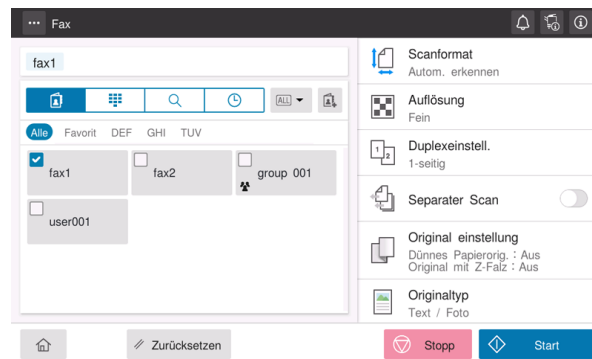 Fax
fax1
ALL
Alle Favorit DEF GHI TUV
fax1
fax2
group 001
user001
Scanformat
Autom. erkennen
Auflösung
Fein
Duplexeinstell.
1-seitig
Separater Scan
Original einstellung
Dünnes Papierorig. : Aus
Original mit Z-Falz : Aus
Originaltyp
Text / Foto
Zurücksetzen
Stopp
Start